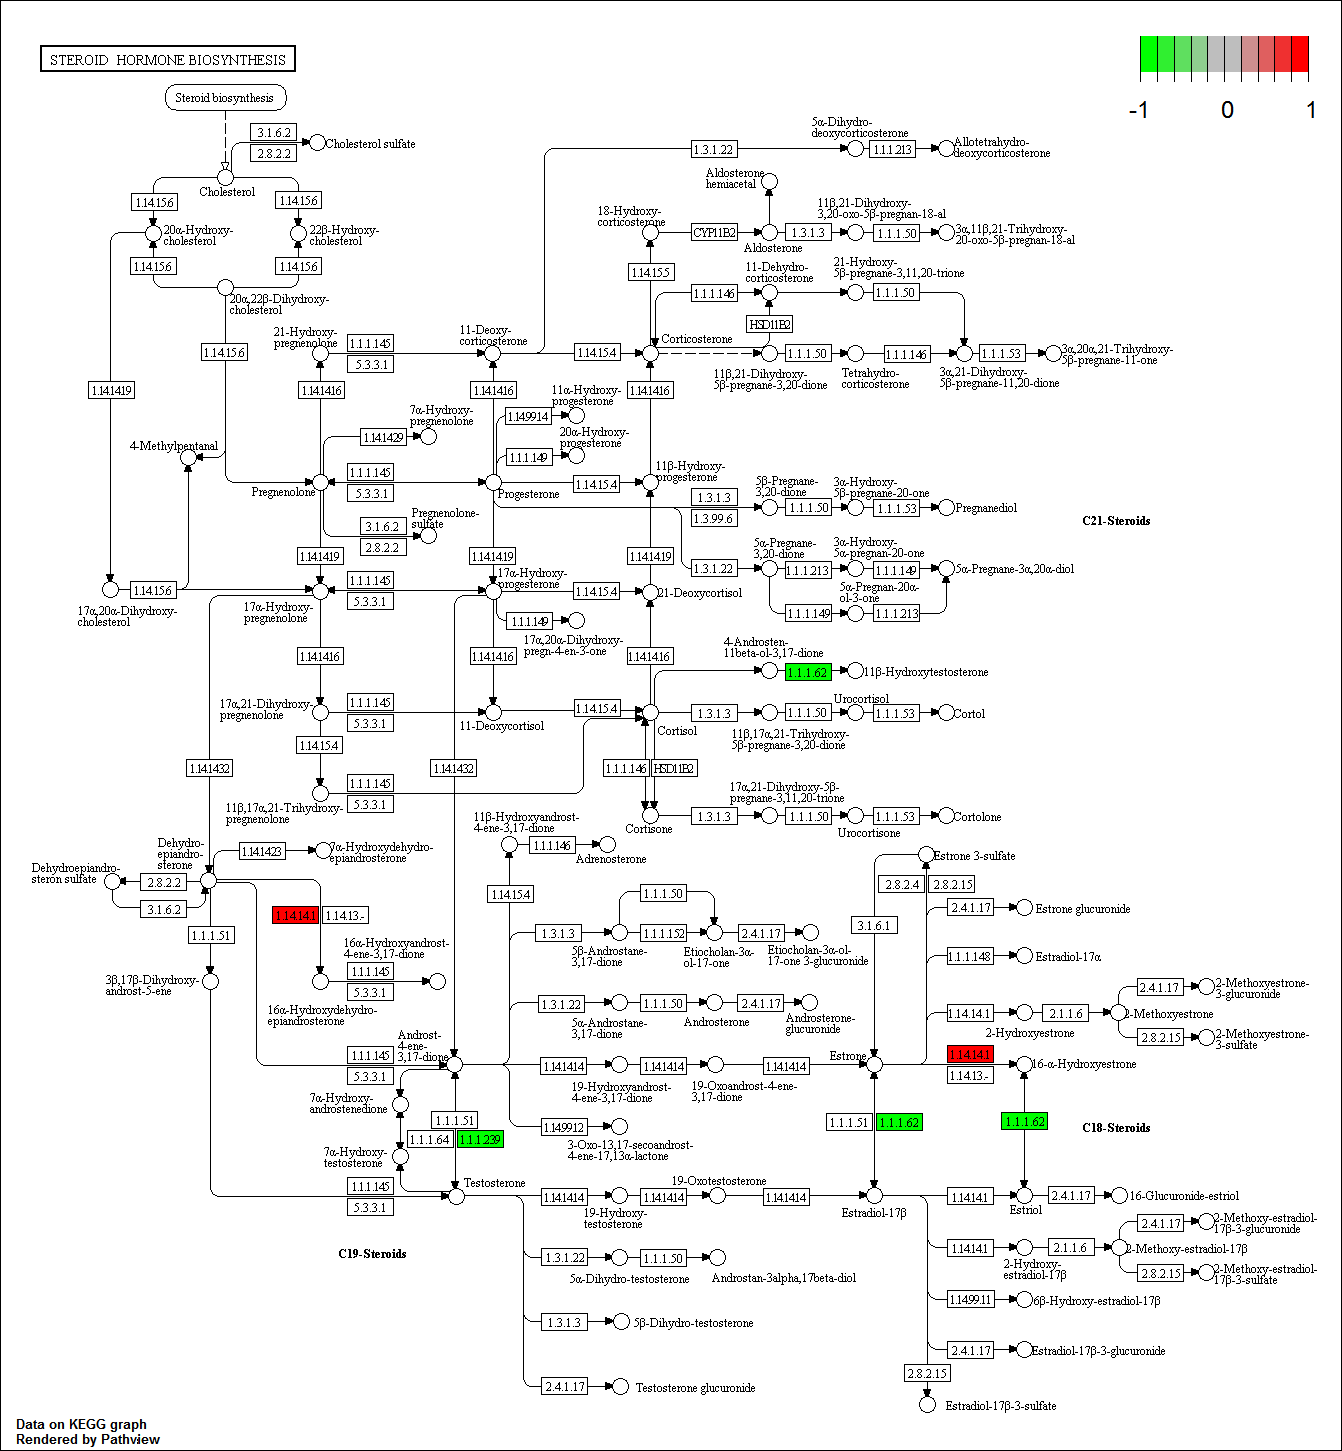 STEROID HORMONE BIOSYNTHESIS
-1
0
1
Steroid biosynthesis
3.1.6.2
2.8.2.2
Cholesterol sulfate
Cholesterol
1.14.15.6
1.14.15.6
20α-Hydroxy-
cholesterol
22β-Hydroxy-
cholesterol
1.14.15.6
1.14.15.6
20α,22β-Dihydroxy-
cholesterol
1.14.15.6
1.14.14.19
4-Methylpentanal
17α,20α-Dihydroxy-
cholesterol
1.14.15.6
1.3.1.22
5α-Dihydro-
deoxycorticosterone
1.1.1.213
Allotetrahydro-
deoxycorticosterone
Aldosterone
hemiacetal
18-Hydroxy-
corticosterone
CYP11B2
Aldosterone
1.3.1.3
11β,21-Dihydroxy-
3,20-oxo-5β-pregnan-18-al
1.1.1.50
3α,11β,21-Trihydroxy-
20-oxo-5β-pregnan-18-al
1.14.15.5
1.1.1.146
11-Dehydro-
corticosterone
21-Hydroxy-
5β-pregnane-3,11,20-trione
1.1.1.50
HSD11B2
21-Hydroxy-
pregnenolone
1.1.1.145
5.3.3.1
11-Deoxy-
corticosterone
1.14.15.4
Corticosterone
11β,21-Dihydroxy-
5β-pregnane-3,20-dione
1.1.1.50
Tetrahydro-
corticosterone
1.1.1.146
3α,21-Dihydroxy-
5β-pregnane-11,20-dione
1.1.1.53
3α,20α,21-Trihydroxy-
5β-pregnane-11-one
1.14.14.16
1.14.14.16
1.14.14.16
7α-Hydroxy-
pregnenolone
1.14.14.29
11α-Hydroxy-
progesterone
1.14.99.14
20α-Hydroxy-
progesterone
1.1.1.149
Pregnenolone
1.1.1.145
5.3.3.1
Progesterone
1.14.15.4
11β-Hydroxy-
progesterone
3.1.6.2
2.8.2.2
Pregnenolone-
sulfate
1.3.1.3
1.3.99.6
5β-Pregnane-
3,20-dione
1.1.1.50
3α-Hydroxy-
5β-pregnane-20-one
1.1.1.53
Pregnanediol
C21-Steroids
1.14.14.19
1.14.14.19
1.14.14.19
1.3.1.22
5α-Pregnane-
3,20-dione
1.1.1.213
3α-Hydroxy-
5α-pregnan-20-one
1.1.1.149
5α-Pregnane-3α,20α-diol
5α-Pregnan-20α-
ol-3-one
1.1.1.149
1.1.1.213
17α-Hydroxy-
pregnenolone
1.1.1.145
5.3.3.1
17α-Hydroxy-
progesterone
1.14.15.4
21-Deoxycortisol
1.1.1.149
17α,20α-Dihydroxy-
pregn-4-en-3-one
1.14.14.16
1.14.14.16
1.14.14.16
4-Androsten-
11beta-ol-3,17-dione
1.1.1.62
11β-Hydroxytestosterone
17α,21-Dihydroxy-
pregnenolone
1.1.1.145
5.3.3.1
11-Deoxycortisol
1.14.15.4
Cortisol
1.3.1.3
11β,17α,21-Trihydroxy-
5β-pregnane-3,20-dione
1.1.1.50
Urocortisol
1.1.1.53
Cortol
1.14.15.4
1.14.14.32
1.14.14.32
1.1.1.146
HSD11B2
1.1.1.145
5.3.3.1
11β,17α,21-Trihydroxy-
pregnenolone
Cortisone
1.3.1.3
17α,21-Dihydroxy-5β-
pregnane-3,11,20-trione
1.1.1.50
Urocortisone
1.1.1.53
Cortolone
Dehydro-
epiandro-
sterone
1.14.14.23
7α-Hydroxydehydro-
epiandrosterone
Dehydroepiandro-
steron sulfate
2.8.2.2
3.1.6.2
1.1.1.51
1.14.14.1
1.14.13.-
16α-Hydroxyandrost-
4-ene-3,17-dione
1.1.1.145
5.3.3.1
3β,17β-Dihydroxy-
androst-5-ene
16α-Hydroxydehydro-
epiandrosterone
11β-Hydroxyandrost-
4-ene-3,17-dione
1.1.1.146
Adrenosterone
1.14.15.4
1.1.1.50
1.3.1.3
5β-Androstane-
3,17-dione
1.1.1.152
Etiocholan-3α-
ol-17-one
2.4.1.17
Etiocholan-3α-ol-
17-one 3-glucuronide
1.3.1.22
5α-Androstane-
3,17-dione
1.1.1.50
Androsterone
2.4.1.17
Androsterone-
glucuronide
Androst-
4-ene-
3,17-dione
1.1.1.145
5.3.3.1
1.14.14.14
19-Hydroxyandrost-
4-ene-3,17-dione
1.14.14.14
19-Oxoandrost-4-ene-
3,17-dione
1.14.14.14
Estrone
7α-Hydroxy-
androstenedione
1.1.1.51
1.1.1.64
1.1.1.239
7α-Hydroxy-
testosterone
1.14.99.12
3-Oxo-13,17-secoandrost-
4-ene-17,13α-lactone
Estrone 3-sulfate
2.8.2.4
2.8.2.15
3.1.6.1
2.4.1.17
Estrone glucuronide
1.1.1.148
Estradiol-17α
1.14.14.1
2-Hydroxyestrone
2.1.1.6
2-Methoxyestrone
2.4.1.17
2-Methoxyestrone-
3-glucuronide
2.8.2.15
2-Methoxyestrone-
3-sulfate
1.14.14.1
1.14.13.-
16-α-Hydroxyestrone
1.1.1.51
1.1.1.62
1.1.1.62
C18-Steroids
1.1.1.145
5.3.3.1
Testosterone
1.14.14.14
19-Hydroxy-
testosterone
1.14.14.14
19-Oxotestosterone
1.14.14.14
Estradiol-17β
1.14.14.1
Estriol
2.4.1.17
16-Glucuronide-estriol
C19-Steroids
1.3.1.22
5α-Dihydro-testosterone
1.1.1.50
Androstan-3alpha,17beta-diol
1.14.14.1
2-Hydroxy-
estradiol-17β
2.1.1.6
2-Methoxy-estradiol-17β
2.4.1.17
2-Methoxy-estradiol-
17β-3-glucuronide
2.8.2.15
2-Methoxy-estradiol-
17β-3-sulfate
1.3.1.3
5β-Dihydro-testosterone
1.14.99.11
6β-Hydroxy-estradiol-17β
2.4.1.17
Estradiol-17β-3-glucuronide
2.4.1.17
Testosterone glucuronide
2.8.2.15
Estradiol-17β-3-sulfate
Data on KEGG graph
Rendered by Pathview